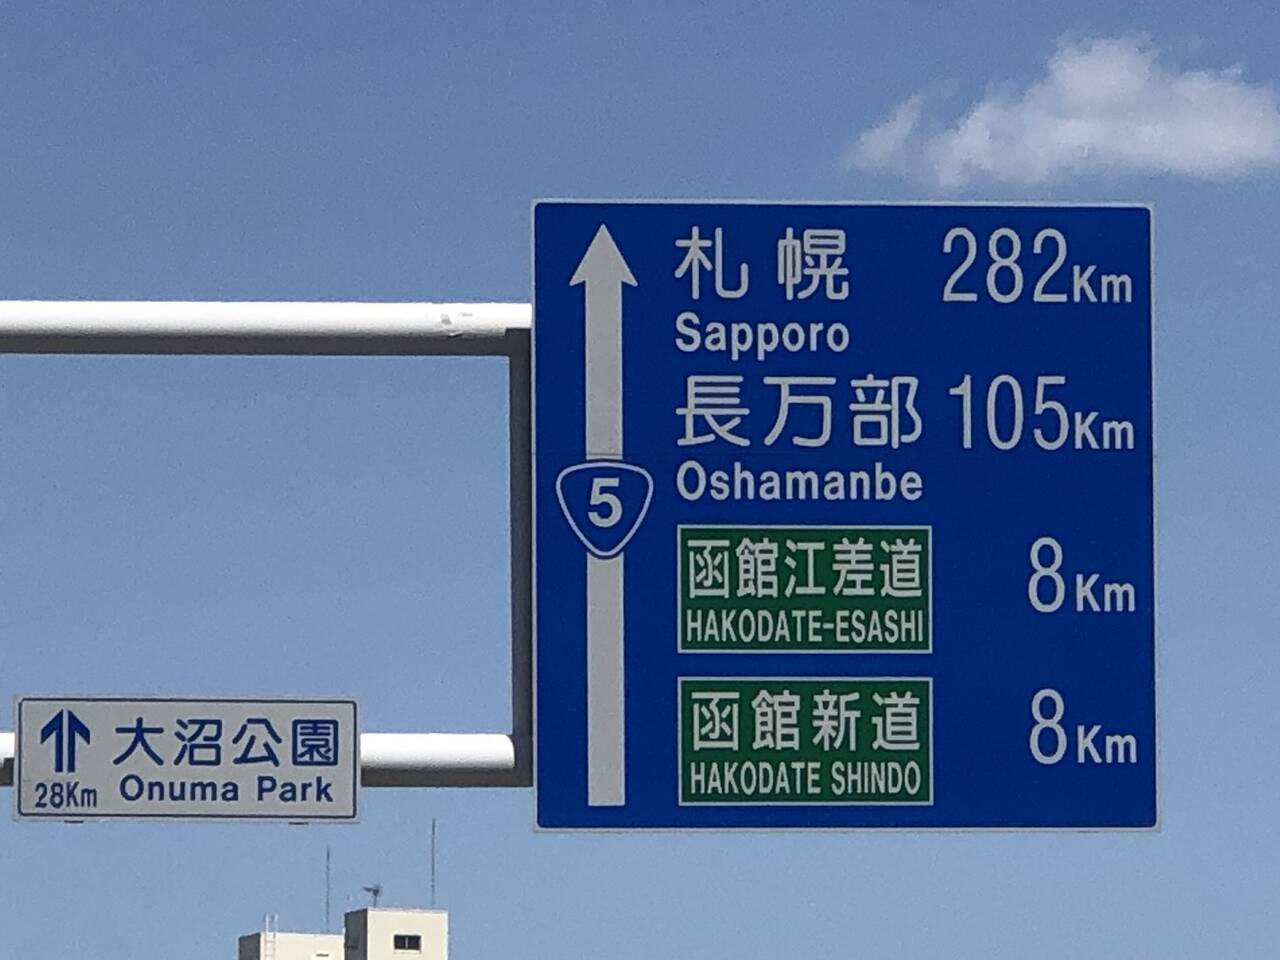 札幌 282Km
Sapporo
長万部 105Km
Oshamanbe
5
函館江差道 8Km
HAKODATE-ESASHI
函館新道 8Km
HAKODATE SHINDO
大沼公園
28Km Onuma Park